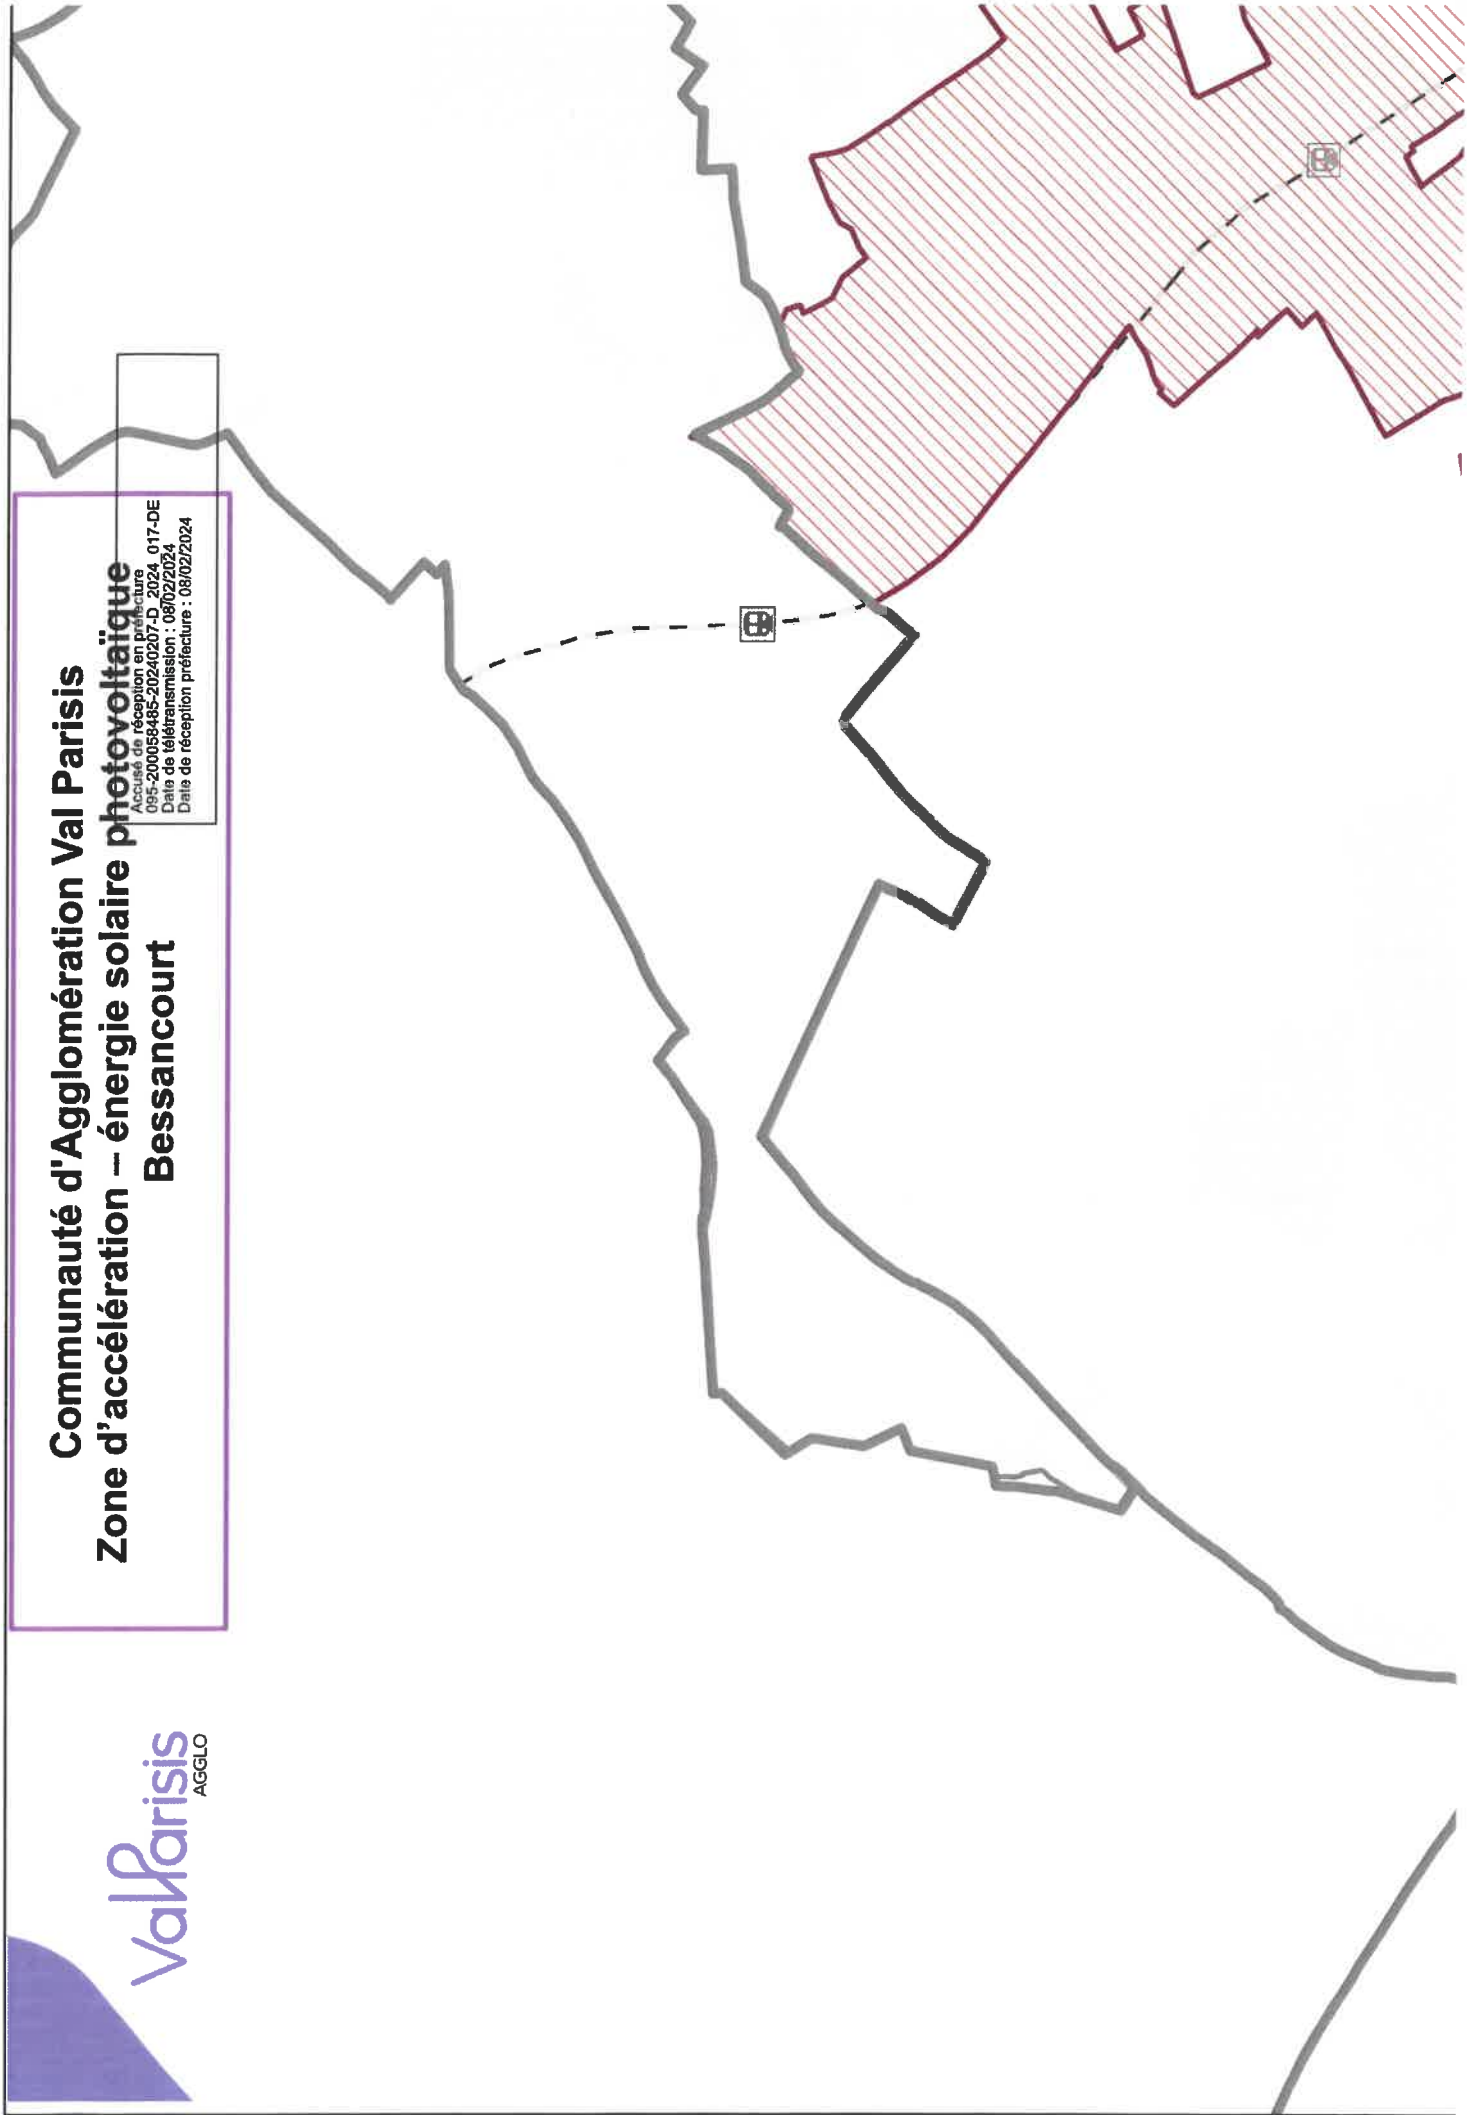 Communauté d'Agglomération Val Parisis
Zone d'accélération – énergie solaire photovoltaïque
Bessancourt
Accusé de réception en préfecture
095-200058485-20240207-D_2024_017-DE
Date de télétransmission : 08/02/2024
Date de réception préfecture : 08/02/2024
ValParisis
AGGLO